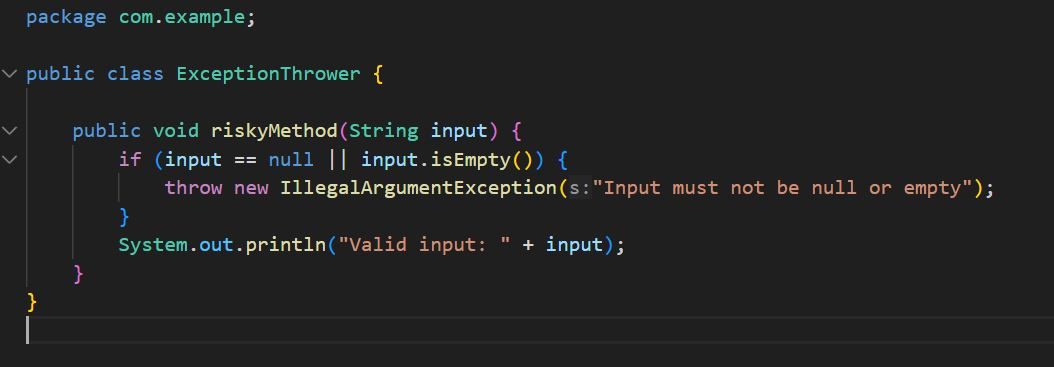 package com.example;
public class ExceptionThrower {
public void riskyMethod(String input) {
if (input == null || input.isEmpty()) {
throw new IllegalArgumentException(s:"Input must not be null or empty");
}
System.out.println("Valid input: " + input);
}
}